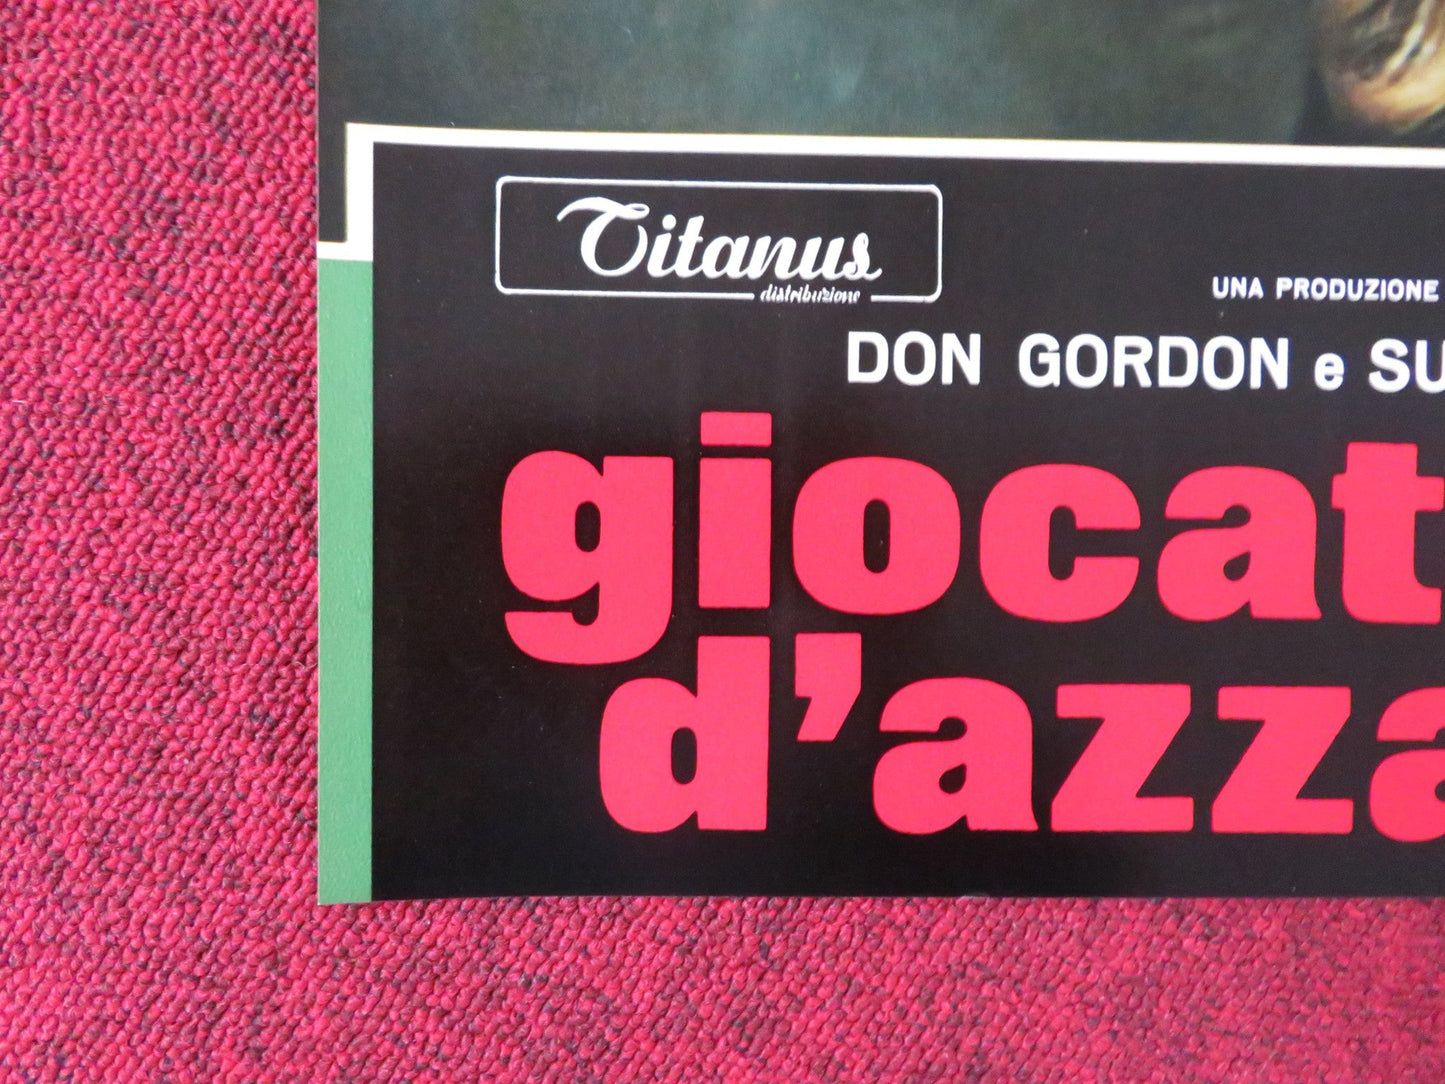 Titanus
distribuzione
UNA PRODUZIONE
DON GORDON e SU
giocat
d'azza